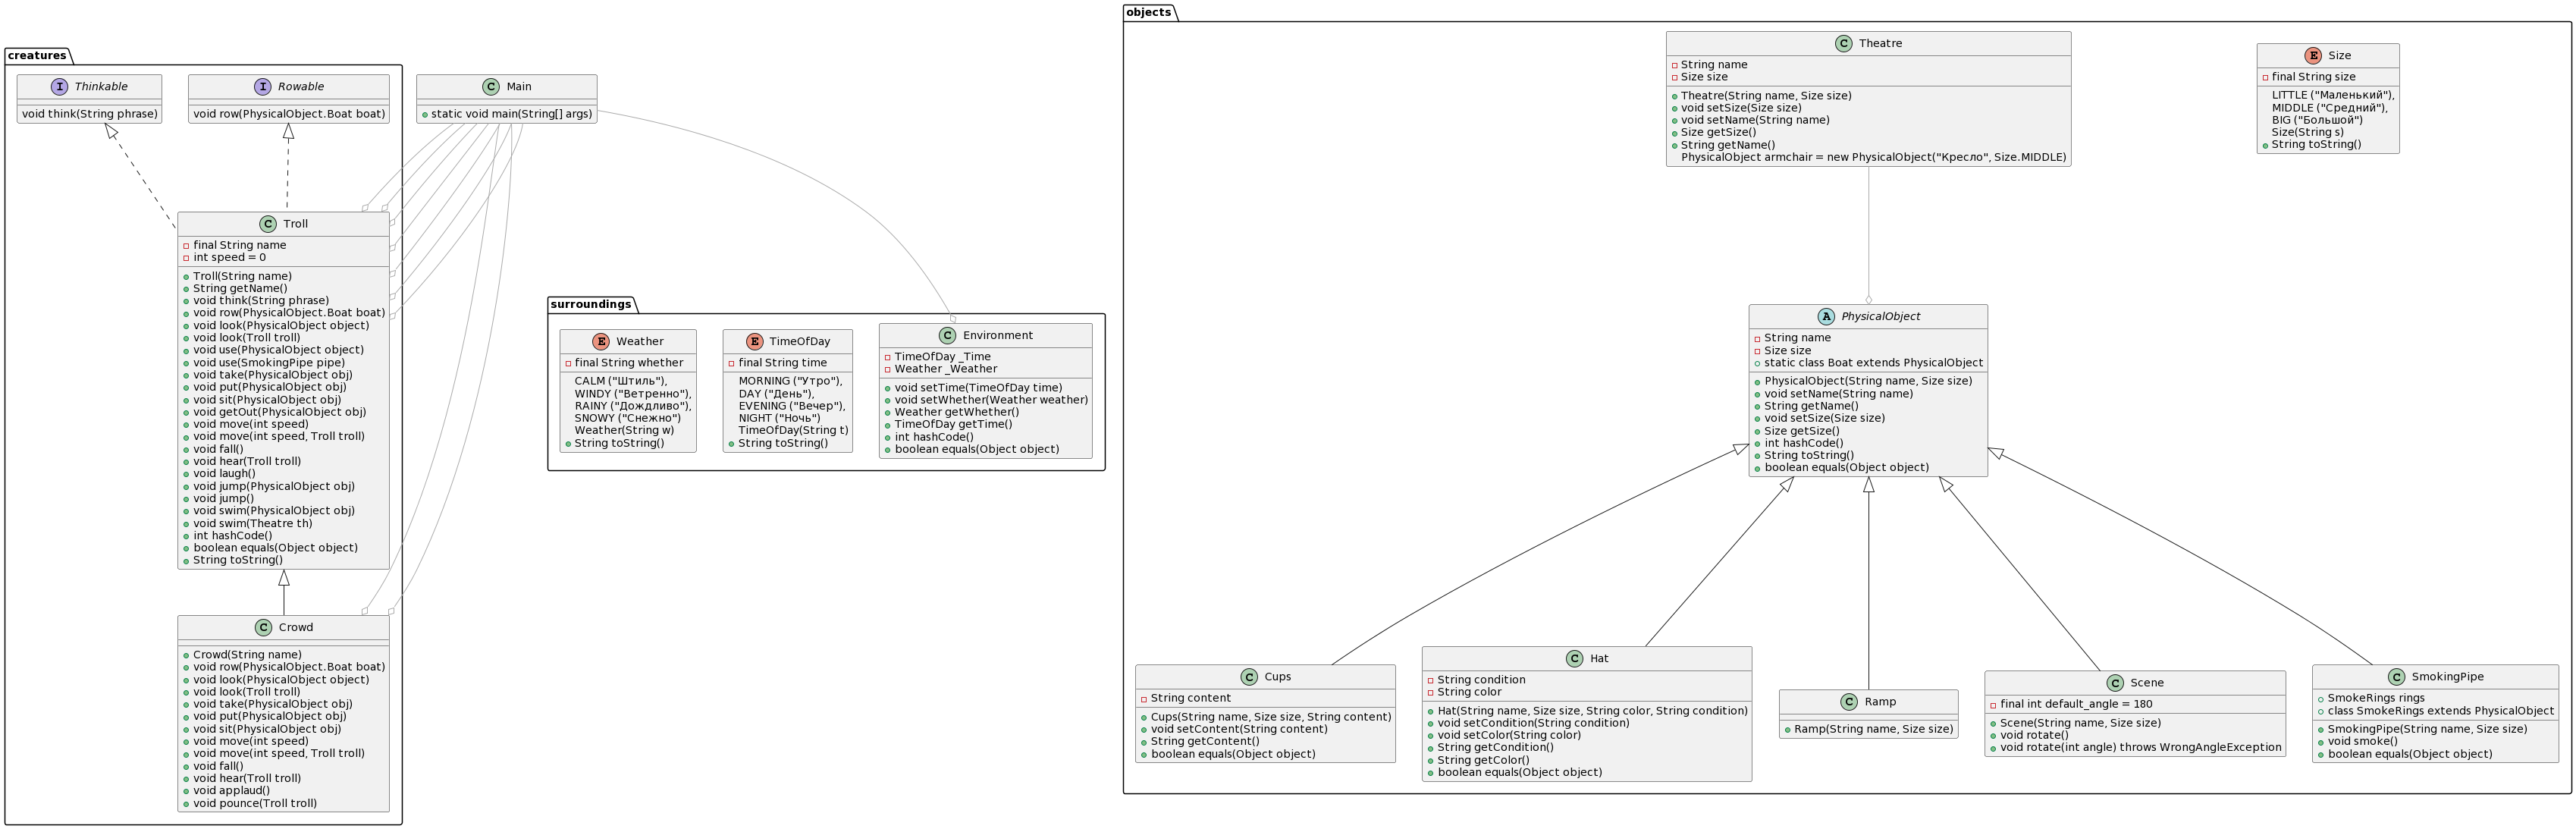 creatures
I Thinkable
void think(String phrase)
I Rowable
void row(PhysicalObject.Boat boat)
C Main
static void main(String[] args)
C Troll
final String name
int speed = 0
Troll(String name)
String getName()
void think(String phrase)
void row(PhysicalObject.Boat boat)
void look(PhysicalObject object)
void look(Troll troll)
void use(PhysicalObject object)
void use(SmokingPipe pipe)
void take(PhysicalObject obj)
void put(PhysicalObject obj)
void sit(PhysicalObject obj)
void getOut(PhysicalObject obj)
void move(int speed)
void move(int speed, Troll troll)
void fall()
void hear(Troll troll)
void laugh()
void jump(PhysicalObject obj)
void jump()
void swim(PhysicalObject obj)
void swim(Theatre th)
int hashCode()
boolean equals(Object object)
String toString()
C Crowd
Crowd(String name)
void row(PhysicalObject.Boat boat)
void look(PhysicalObject object)
void look(Troll troll)
void take(PhysicalObject obj)
void put(PhysicalObject obj)
void sit(PhysicalObject obj)
void move(int speed)
void move(int speed, Troll troll)
void fall()
void hear(Troll troll)
void applaud()
void pounce(Troll troll)
surroundings
E Weather
final String whether
CALM ("Штиль"),
WINDY ("Ветренно"),
RAINY ("Дождливо"),
SNOWY ("Снежно")
Weather(String w)
String toString()
E TimeOfDay
final String time
MORNING ("Утро"),
DAY ("День"),
EVENING ("Вечер"),
NIGHT ("Ночь")
TimeOfDay(String t)
String toString()
C Environment
TimeOfDay _Time
Weather _Weather
void setTime(TimeOfDay time)
void setWhether(Weather weather)
Weather getWhether()
TimeOfDay getTime()
int hashCode()
boolean equals(Object object)
objects
C Theatre
String name
Size size
Theatre(String name, Size size)
void setSize(Size size)
void setName(String name)
Size getSize()
String getName()
PhysicalObject armchair = new PhysicalObject("Кресло", Size.MIDDLE)
E Size
final String size
LITTLE ("Маленький"),
MIDDLE ("Средний"),
BIG ("Большой")
Size(String s)
String toString()
A PhysicalObject
String name
Size size
static class Boat extends PhysicalObject
PhysicalObject(String name, Size size)
void setName(String name)
String getName()
void setSize(Size size)
Size getSize()
int hashCode()
String toString()
boolean equals(Object object)
C Cups
String content
Cups(String name, Size size, String content)
void setContent(String content)
String getContent()
boolean equals(Object object)
C Hat
String condition
String color
Hat(String name, Size size, String color, String condition)
void setCondition(String condition)
void setColor(String color)
String getCondition()
String getColor()
boolean equals(Object object)
C Ramp
Ramp(String name, Size size)
C Scene
final int default_angle = 180
Scene(String name, Size size)
void rotate()
void rotate(int angle) throws WrongAngleException
C SmokingPipe
SmokeRings rings
class SmokeRings extends PhysicalObject
SmokingPipe(String name, Size size)
void smoke()
boolean equals(Object object)